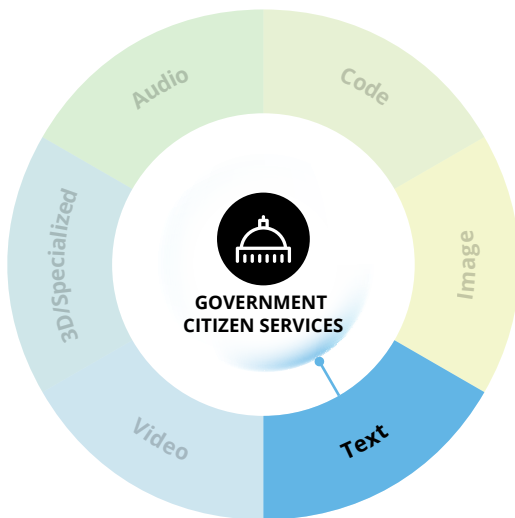 Audio
Code
3D/Specialized
Image
GOVERNMENT
CITIZEN SERVICES
Video
Text